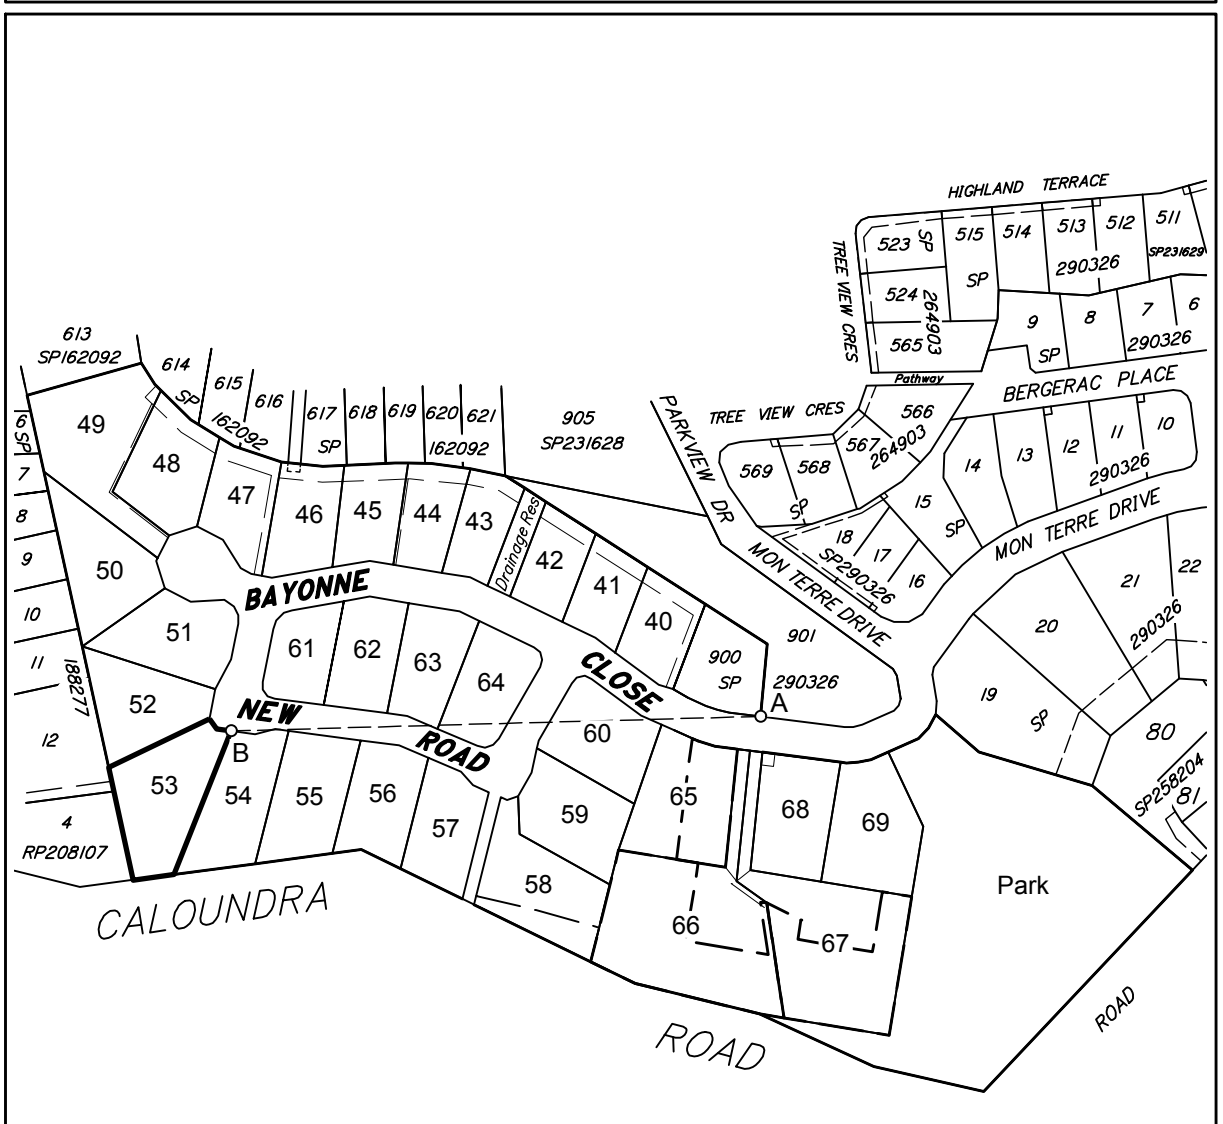 HIGHLAND TERRACE
TREE VIEW CRES
523
SP
515
514
513
512
511
SP231629
290326
SP
524
264903
565
9
8
7
6
SP
290326
Pathway
BERGERAC PLACE
613
SP162092
614
SP
615
616
162092
617
618
619
620
621
SP
162092
905
SP231628
PARKVIEW DR
TREE VIEW CRES
566
567
264903
568
569
SP
14
13
12
11
10
290326
15
SP
18
17
16
SP290326
MON TERRE DRIVE
MON TERRE DRIVE
6
SP
7
8
9
10
11
12
188277
4
RP208107
49
48
47
46
45
44
43
Drainage Res
42
41
40
900
SP
290326
901
A
50
51
52
53
54
55
56
57
58
59
60
61
62
63
64
65
66
67
68
69
BAYONNE
CLOSE
NEW
ROAD
B
22
21
20
19
SP
290326
80
SP258204
81
Park
CALOUNDRA
ROAD
ROAD